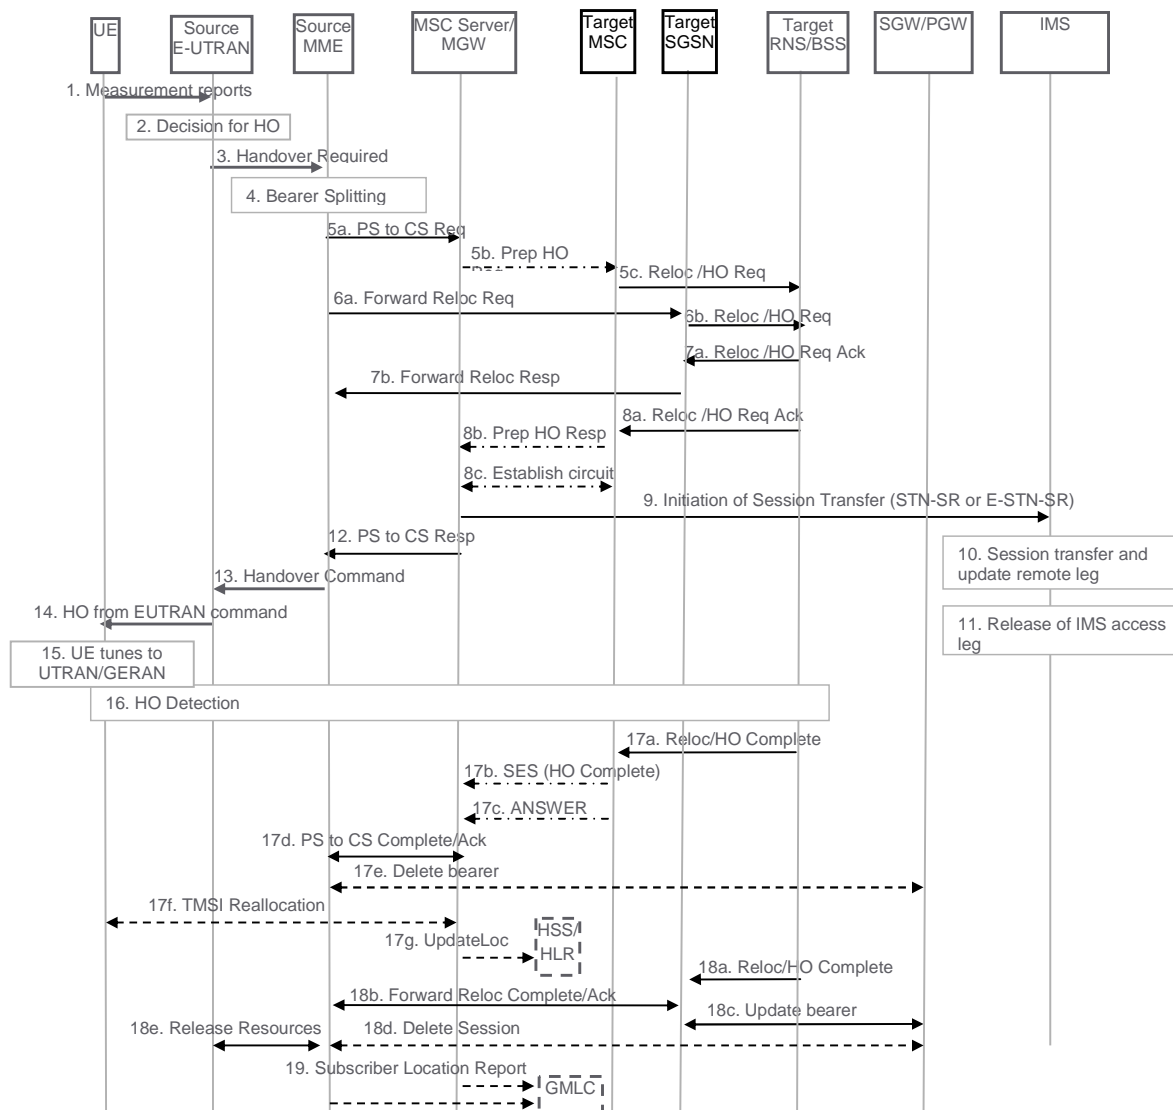 UE
Source
E-UTRAN
Source
MME
MSC Server/
MGW
Target
MSC
Target
SGSN
Target
RNS/BSS
SGW/PGW
IMS
1. Measurement reports
2. Decision for HO
3. Handover Required
4. Bearer Splitting
5a. PS to CS Req
5b. Prep HO
5c. Reloc /HO Req
6a. Forward Reloc Req
6b. Reloc /HO Req
7a. Reloc /HO Req Ack
7b. Forward Reloc Resp
8a. Reloc /HO Req Ack
8b. Prep HO Resp
8c. Establish circuit
9. Initiation of Session Transfer (STN-SR or E-STN-SR)
12. PS to CS Resp
10. Session transfer and
update remote leg
13. Handover Command
14. HO from EUTRAN command
11. Release of IMS access
leg
15. UE tunes to
UTRAN/GERAN
16. HO Detection
17a. Reloc/HO Complete
17b. SES (HO Complete)
17c. ANSWER
17d. PS to CS Complete/Ack
17e. Delete bearer
17f. TMSI Reallocation
17g. UpdateLoc
HSS/
HLR
18a. Reloc/HO Complete
18b. Forward Reloc Complete/Ack
18c. Update bearer
18e. Release Resources
18d. Delete Session
19. Subscriber Location Report
GMLC